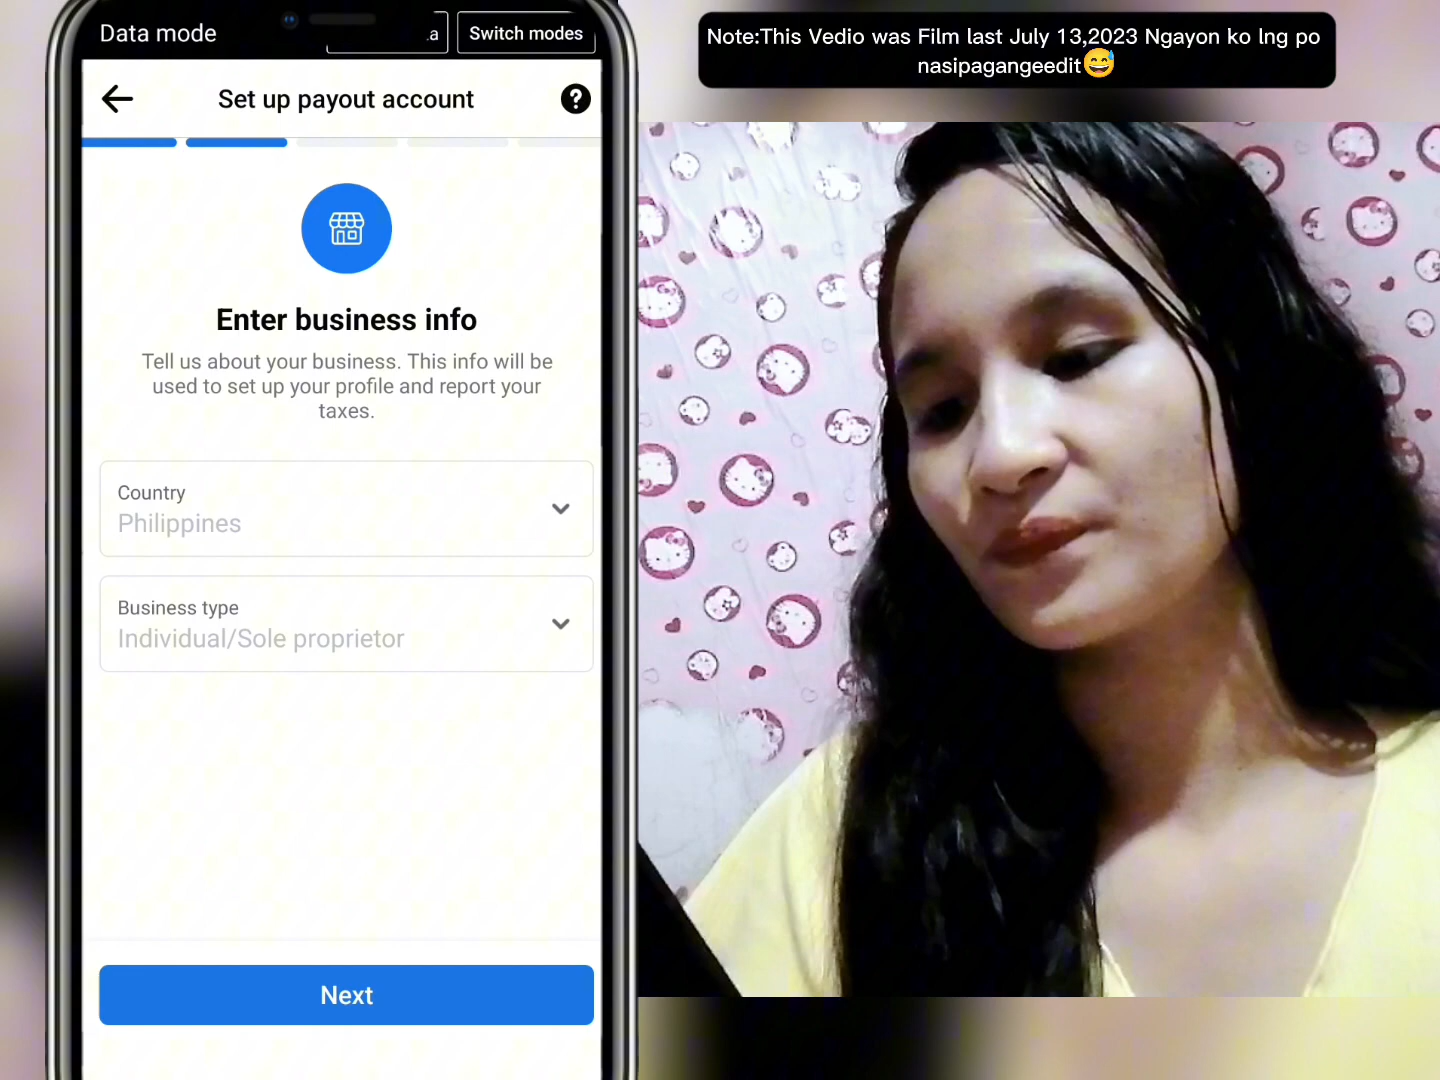 Data mode
Switch modes
Set up payout account
Enter business info
Tell us about your business. This info will be
used to set up your profile and report your
taxes.
Country
Philippines
Business type
Individual/Sole proprietor
Next
Note:This Vedio was Film last July 13,2023 Ngayon ko lng po
nasipagangeedit😅